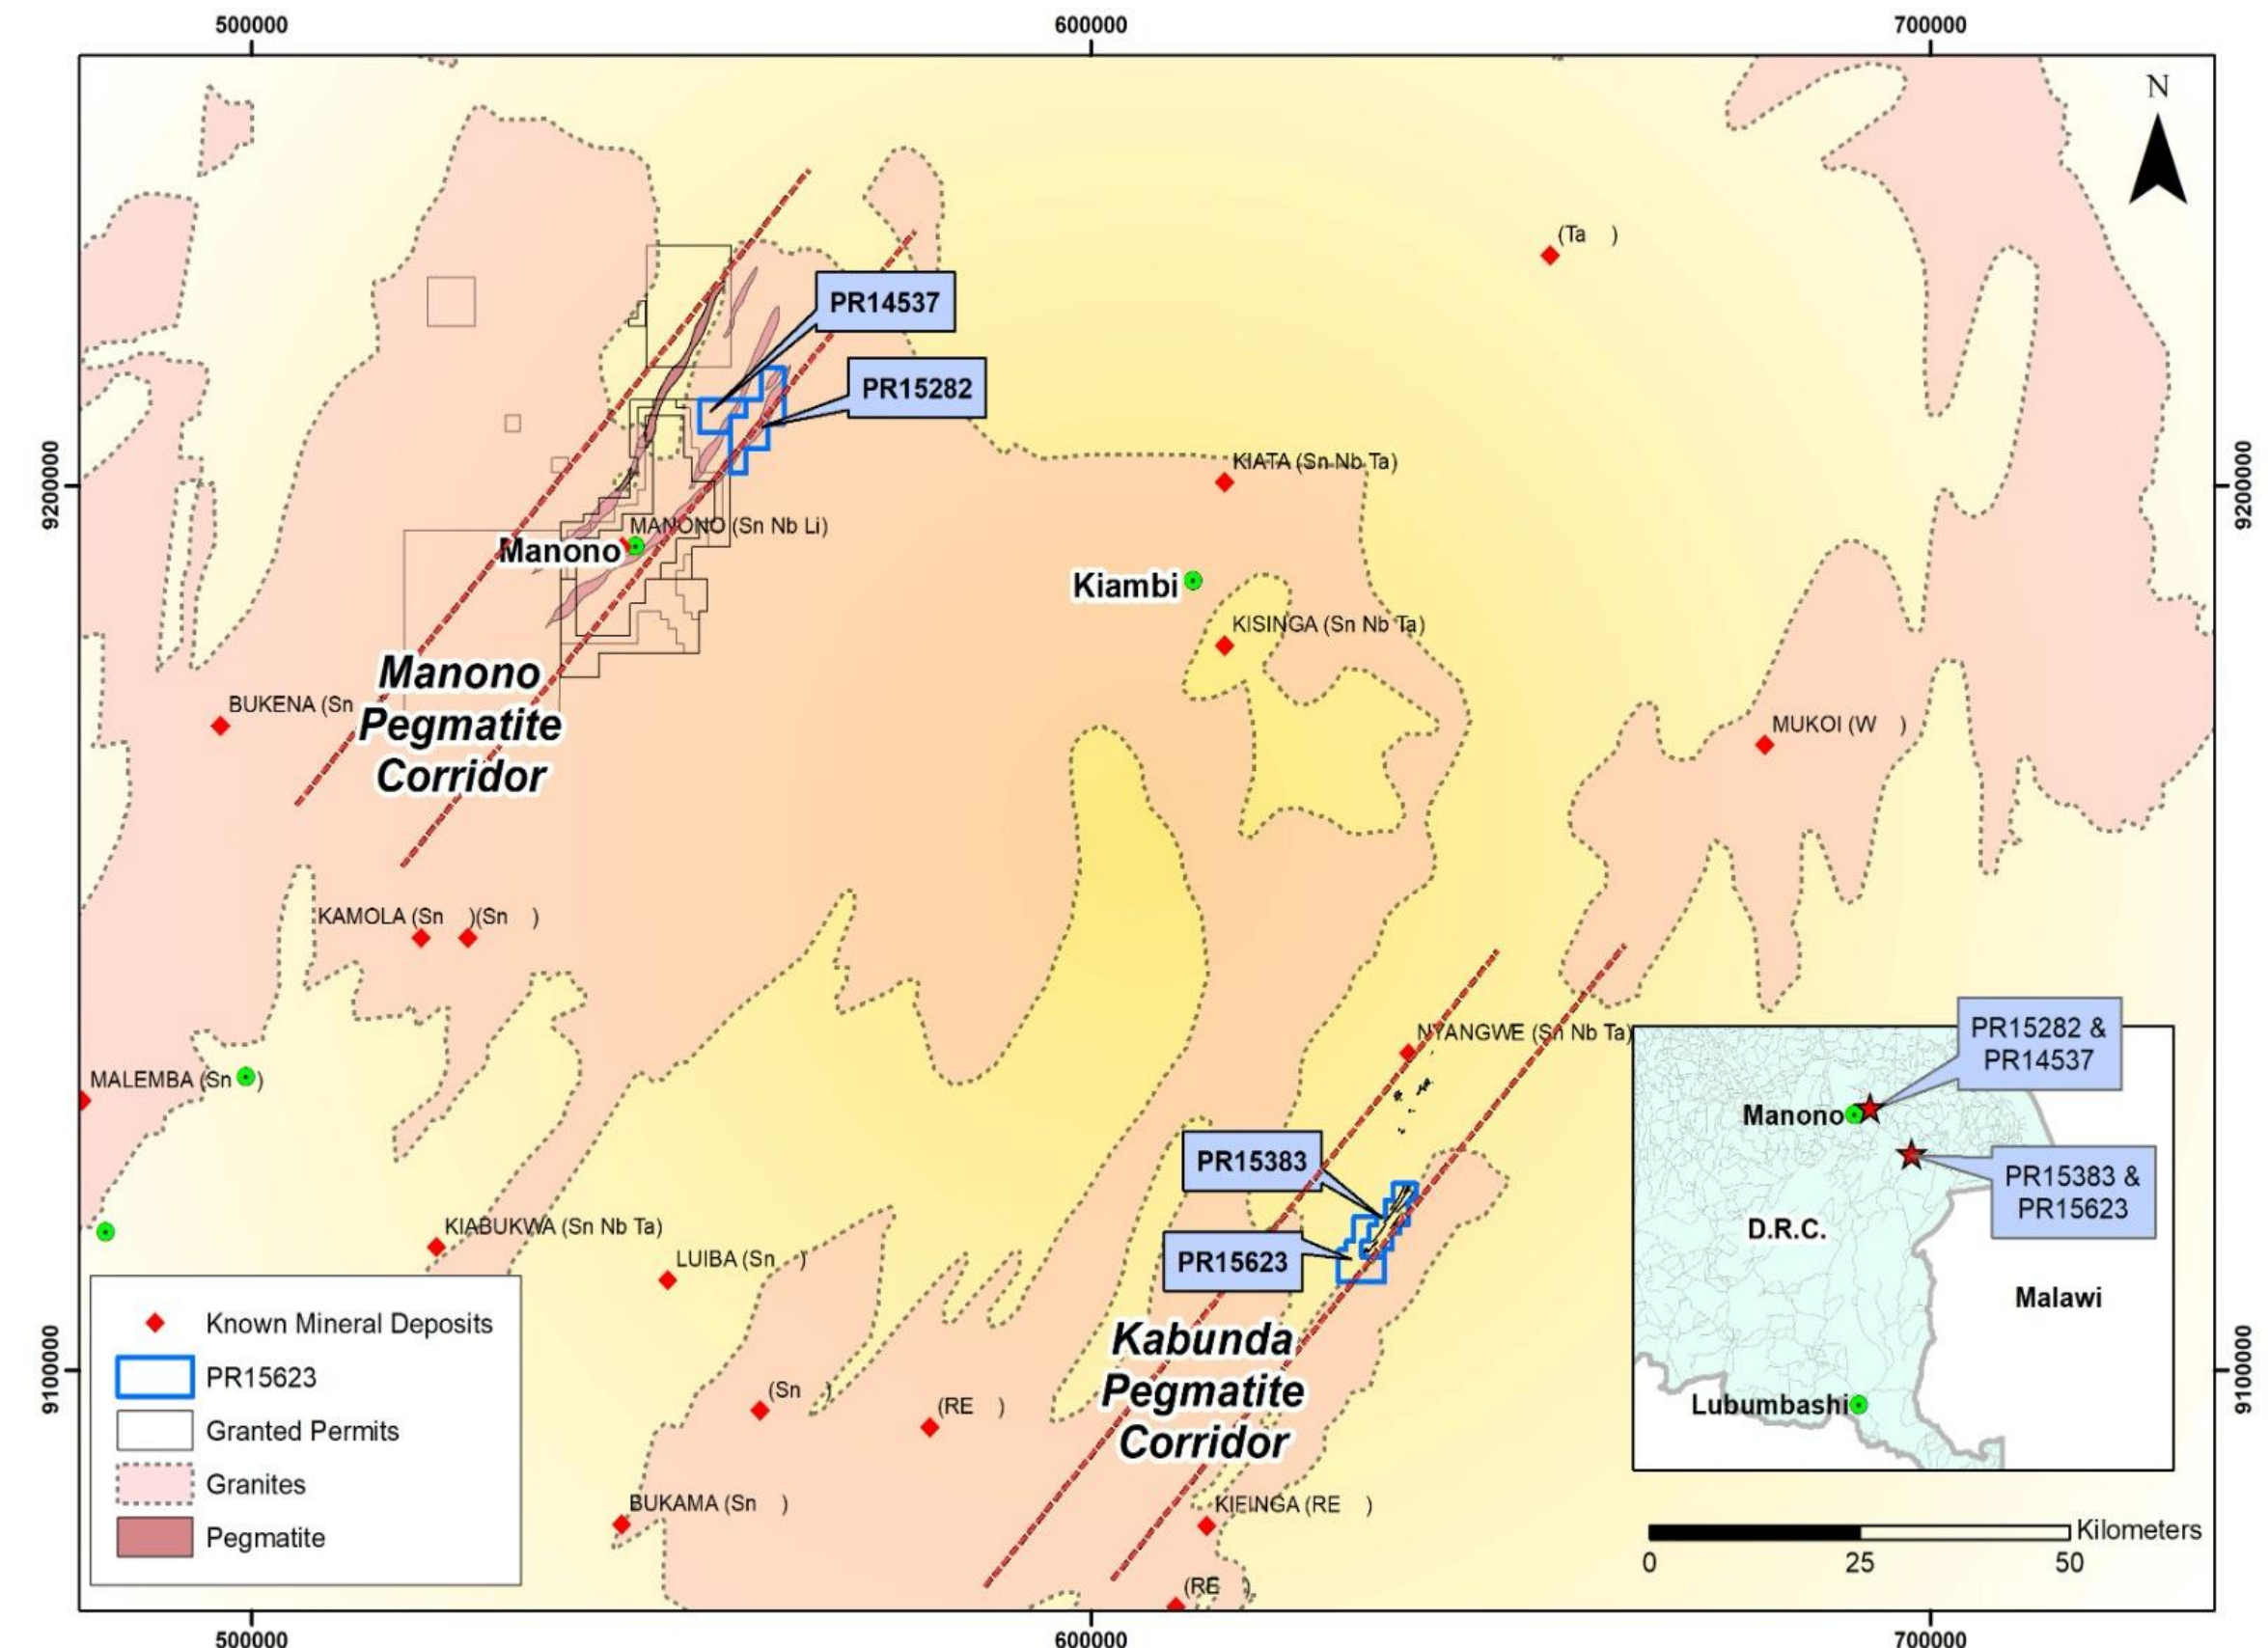 500000
600000
700000
N
(Ta )
PR14537
PR15282
9200000
9200000
KIATA (Sn Nb Ta)
MANONO (Sn Nb Li)
Manono
Kiambi
KISINGA (Sn Nb Ta)
Manono
Pegmatite
Corridor
BUKENA (Sn
MUKOI (W )
KAMOLA (Sn )(Sn )
NYANGWE (Sn Nb Ta)
MALEMBA (Sn )
PR15282 &
PR14537
Manono
PR15383
PR15383 &
PR15623
D.R.C.
KIABUKWA (Sn Nb Ta)
LUIBA (Sn )
PR15623
Malawi
Known Mineral Deposits
PR15623
Granted Permits
Granites
Pegmatite
Kabunda
Pegmatite
Corridor
9100000
9100000
(Sn )
(RE )
Lubumbashi
BUKAMA (Sn )
KIFINGA (RE )
(RE )
Kilometers
0
25
50
500000
600000
700000